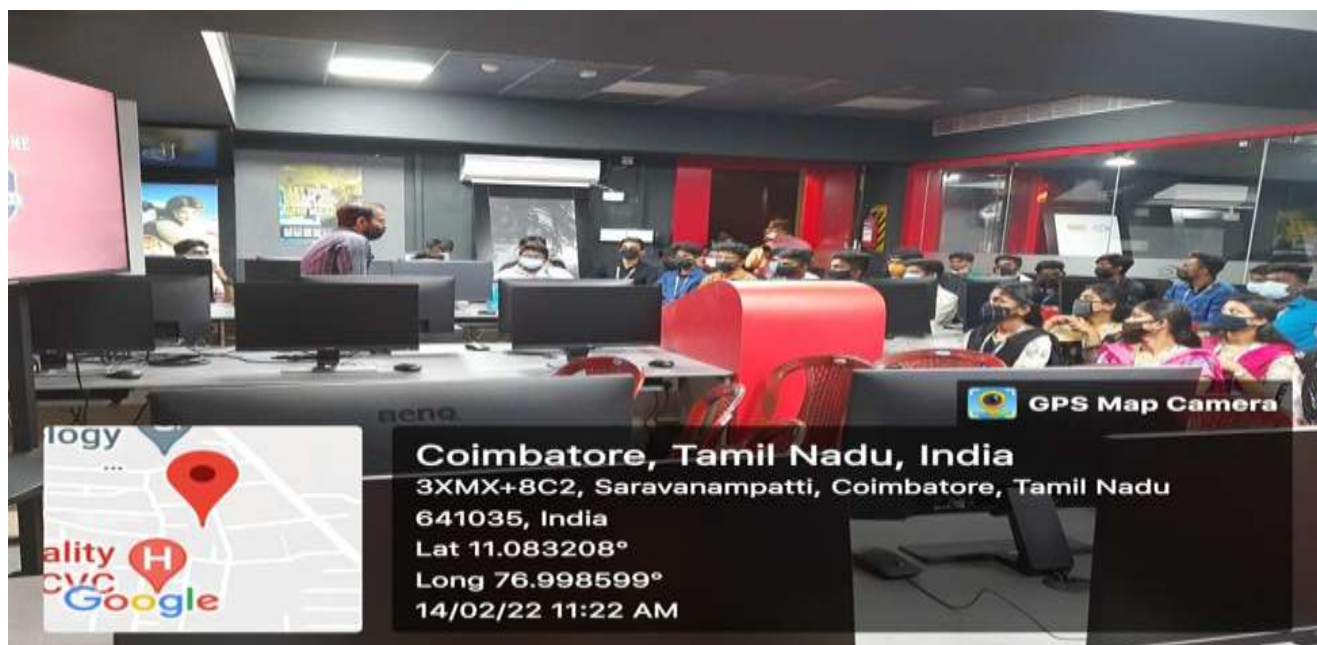 GPS Map Camera
logy
ality
CVC
H
Google
BENQ
Coimbatore, Tamil Nadu, India
3XMX+8C2, Saravanampatti, Coimbatore, Tamil Nadu
641035, India
Lat 11.083208°
Long 76.998599°
14/02/22 11:22 AM